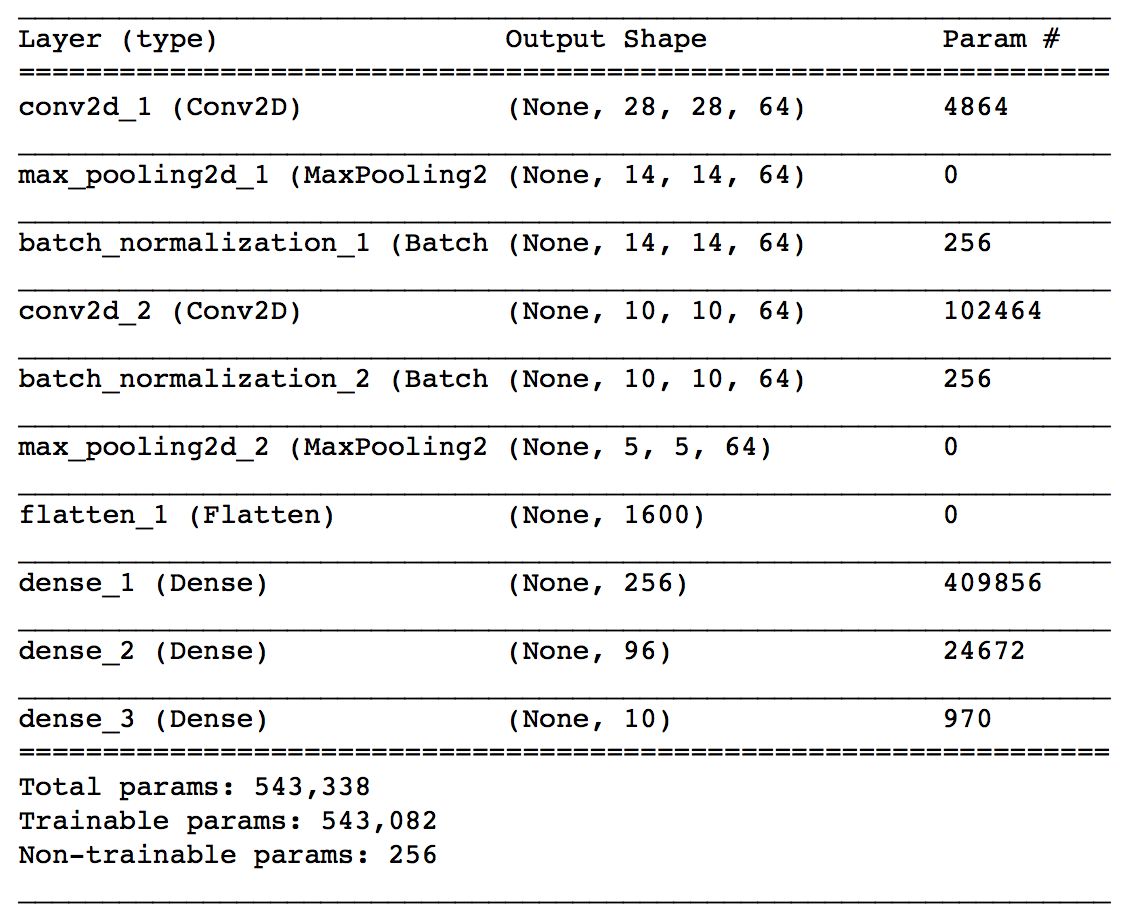 Layer (type) Output Shape Param #
=================================================================
conv2d_1 (Conv2D) (None, 28, 28, 64) 4864
max_pooling2d_1 (MaxPooling2 (None, 14, 14, 64) 0
batch_normalization_1 (Batch (None, 14, 14, 64) 256
conv2d_2 (Conv2D) (None, 10, 10, 64) 102464
batch_normalization_2 (Batch (None, 10, 10, 64) 256
max_pooling2d_2 (MaxPooling2 (None, 5, 5, 64) 0
flatten_1 (Flatten) (None, 1600) 0
dense_1 (Dense) (None, 256) 409856
dense_2 (Dense) (None, 96) 24672
dense_3 (Dense) (None, 10) 970
=================================================================
Total params: 543,338
Trainable params: 543,082
Non-trainable params: 256